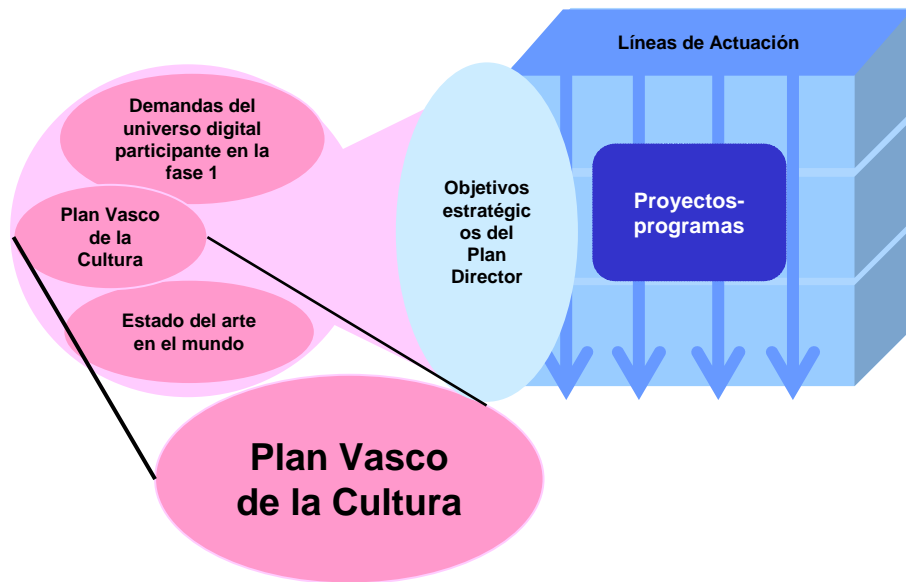 Líneas de Actuación
Demandas del
universo digital
participante en la
fase 1
Plan Vasco
de la
Cultura
Estado del arte
en el mundo
Objetivos
estratégic
os del
Plan
Director
Proyectos-
programas
Plan Vasco
de la Cultura